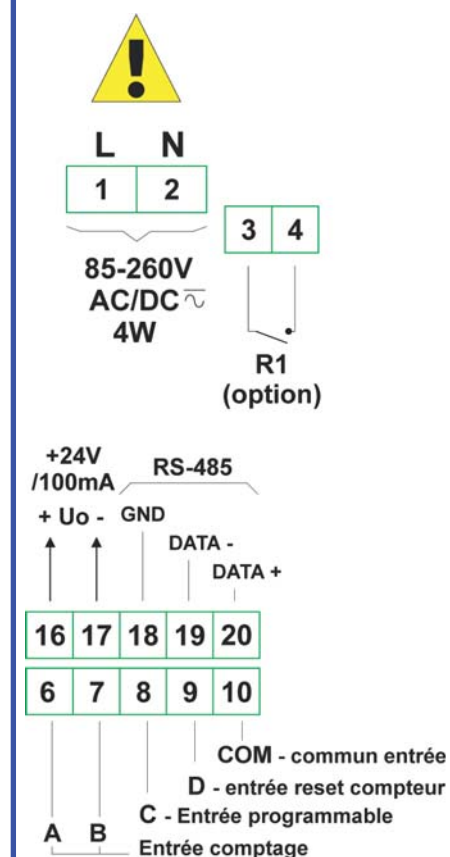 L N
1 2
3 4
85-260V
AC/DC
4W
R1
(option)
+24V
/100mA
RS-485
+ Uo - GND
DATA -
DATA +
16 17 18 19 20
6 7 8 9 10
COM - commun entrée
D - entrée reset compteur
C - Entrée programmable
A B
Entrée comptage